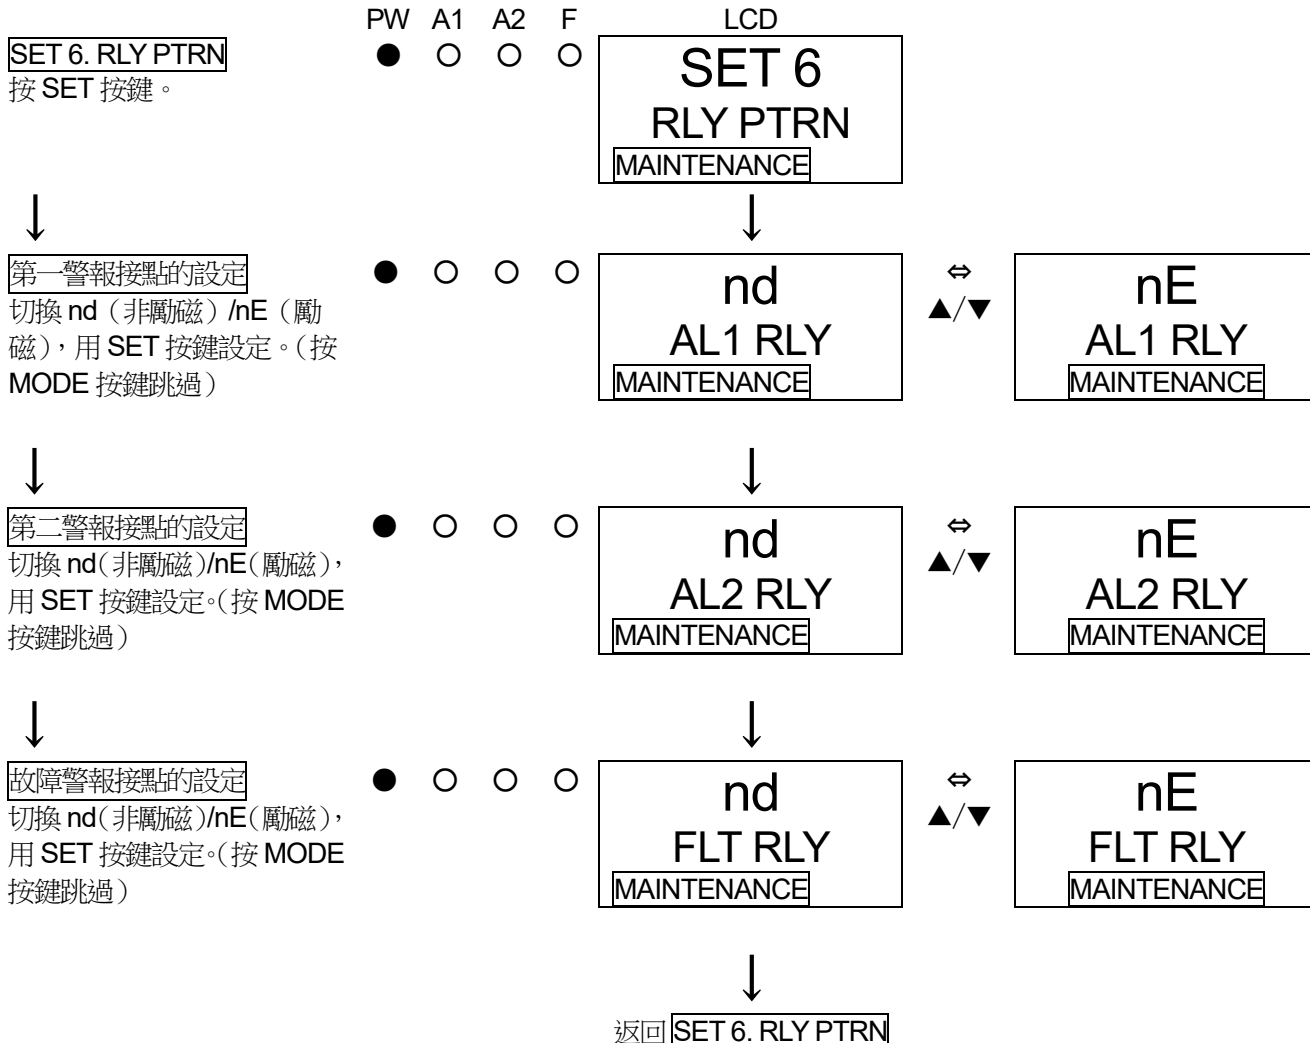 PW A1 A2 F LCD
SET 6. RLY PTRN
按 SET 按鍵。
● ○ ○ ○
SET 6
RLY PTRN
MAINTENANCE
↓ ↓
第一警報接點的設定
切換 nd（非勵磁）/nE（勵
磁），用 SET 按鍵設定。（按
MODE 按鍵跳過）
● ○ ○ ○
nd
AL1 RLY
MAINTENANCE
⇔
▲/▼
nE
AL1 RLY
MAINTENANCE
↓ ↓
第二警報接點的設定
切換 nd（非勵磁）/nE（勵磁），
用 SET 按鍵設定。（按 MODE
按鍵跳過）
● ○ ○ ○
nd
AL2 RLY
MAINTENANCE
⇔
▲/▼
nE
AL2 RLY
MAINTENANCE
↓ ↓
故障警報接點的設定
切換 nd（非勵磁）/nE（勵磁），
用 SET 按鍵設定。（按 MODE
按鍵跳過）
● ○ ○ ○
nd
FLT RLY
MAINTENANCE
⇔
▲/▼
nE
FLT RLY
MAINTENANCE
↓
返回 SET 6. RLY PTRN